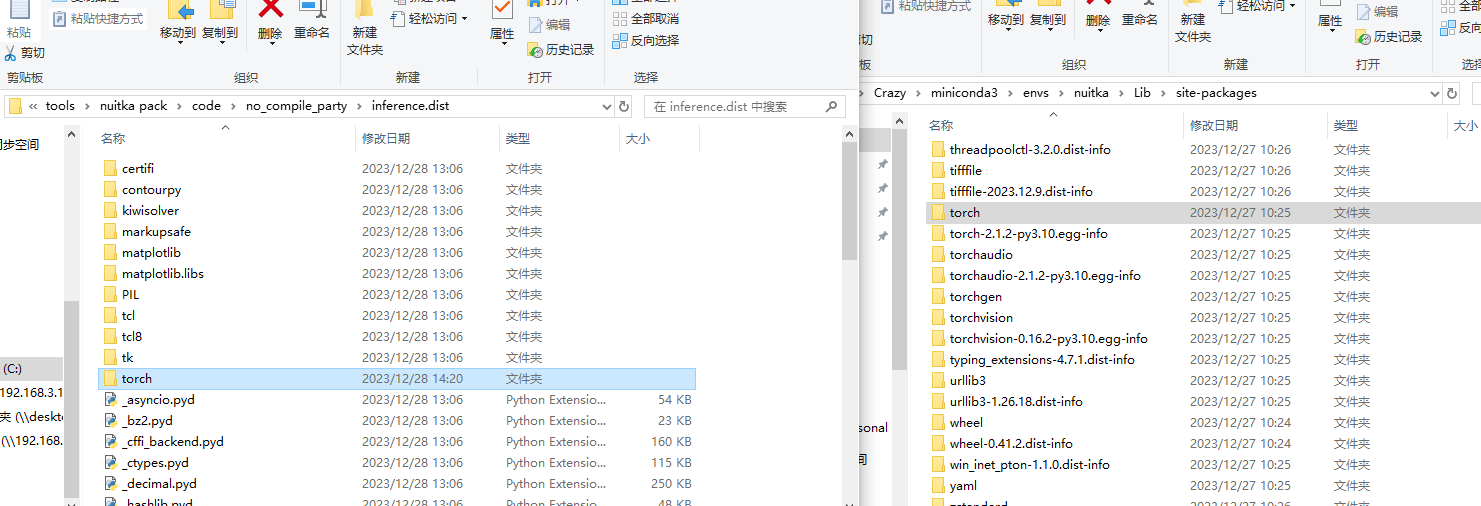 粘贴快捷方式
粘贴
剪切
移动到
复制到
删除
重命名
新建
文件夹
轻松访问
属性
打开
编辑
历史记录
全部取消
反向选择
剪贴板
组织
新建
打开
选择
« tools > nuitka pack > code > no_compile_party > inference.dist
在 inference.dist 中搜索
名称 修改日期 类型 大小
步空间
certifi 2023/12/28 13:06 文件夹
contourpy 2023/12/28 13:06 文件夹
kiwisolver 2023/12/28 13:06 文件夹
markupsafe 2023/12/28 13:06 文件夹
matplotlib 2023/12/28 13:06 文件夹
matplotlib.libs 2023/12/28 13:06 文件夹
PIL 2023/12/28 13:06 文件夹
tcl 2023/12/28 13:06 文件夹
tcl8 2023/12/28 13:06 文件夹
tk 2023/12/28 13:06 文件夹
torch 2023/12/28 14:20 文件夹
_asyncio.pyd 2023/12/28 13:06 Python Extensio... 54 KB
_bz2.pyd 2023/12/28 13:06 Python Extensio... 23 KB
_cffi_backend.pyd 2023/12/28 13:06 Python Extensio... 160 KB
_ctypes.pyd 2023/12/28 13:06 Python Extensio... 115 KB
_decimal.pyd 2023/12/28 13:06 Python Extensio... 250 KB
_hashlib.pyd 2023/12/28 13:06 Python Extensio... 48 KB
(C:)
192.168.3.1
夹 (\\deskt
(\\192.168.
粘贴快捷方式
剪切
移动到
复制到
删除
重命名
新建
文件夹
轻松访问
属性
编辑
历史记录
全部
反向
板
组织
新建
打开
选
Crazy > miniconda3 > envs > nuitka > Lib > site-packages
名称 修改日期 类型 大小
threadpoolctl-3.2.0.dist-info 2023/12/27 10:26 文件夹
tifffile 2023/12/27 10:26 文件夹
tifffile-2023.12.9.dist-info 2023/12/27 10:26 文件夹
torch 2023/12/27 10:25 文件夹
torch-2.1.2-py3.10.egg-info 2023/12/27 10:25 文件夹
torchaudio 2023/12/27 10:25 文件夹
torchaudio-2.1.2-py3.10.egg-info 2023/12/27 10:25 文件夹
torchgen 2023/12/27 10:25 文件夹
torchvision 2023/12/27 10:25 文件夹
torchvision-0.16.2-py3.10.egg-info 2023/12/27 10:25 文件夹
typing_extensions-4.7.1.dist-info 2023/12/27 10:25 文件夹
urllib3 2023/12/27 10:25 文件夹
urllib3-1.26.18.dist-info 2023/12/27 10:25 文件夹
wheel 2023/12/27 10:24 文件夹
wheel-0.41.2.dist-info 2023/12/27 10:24 文件夹
win_inet_pton-1.1.0.dist-info 2023/12/27 10:25 文件夹
yaml 2023/12/27 10:25 文件夹
sonal
间